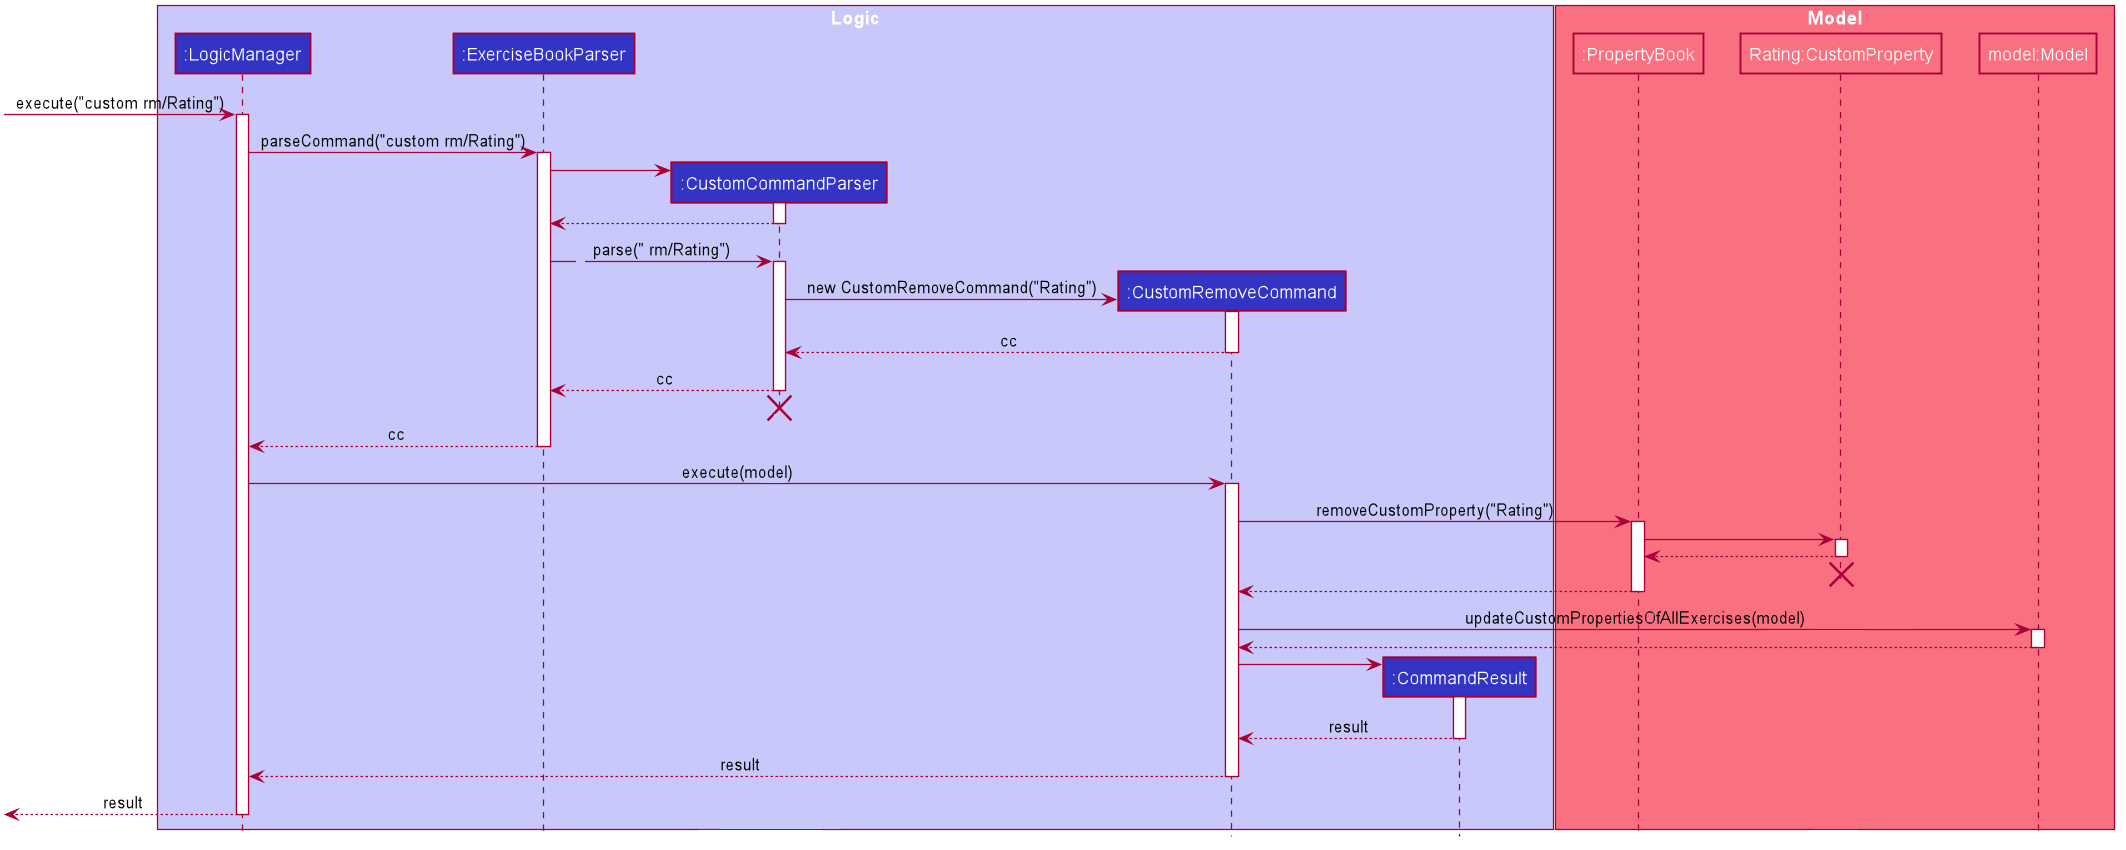 Logic
Model
:LogicManager
:ExerciseBookParser
:PropertyBook
Rating:CustomProperty
model:Model
execute("custom rm/Rating")
parseCommand("custom rm/Rating")
:CustomCommandParser
parse(" rm/Rating")
new CustomRemoveCommand("Rating")
:CustomRemoveCommand
cc
cc
cc
execute(model)
removeCustomProperty("Rating")
updateCustomPropertiesOfAllExercises(model)
:CommandResult
result
result
result